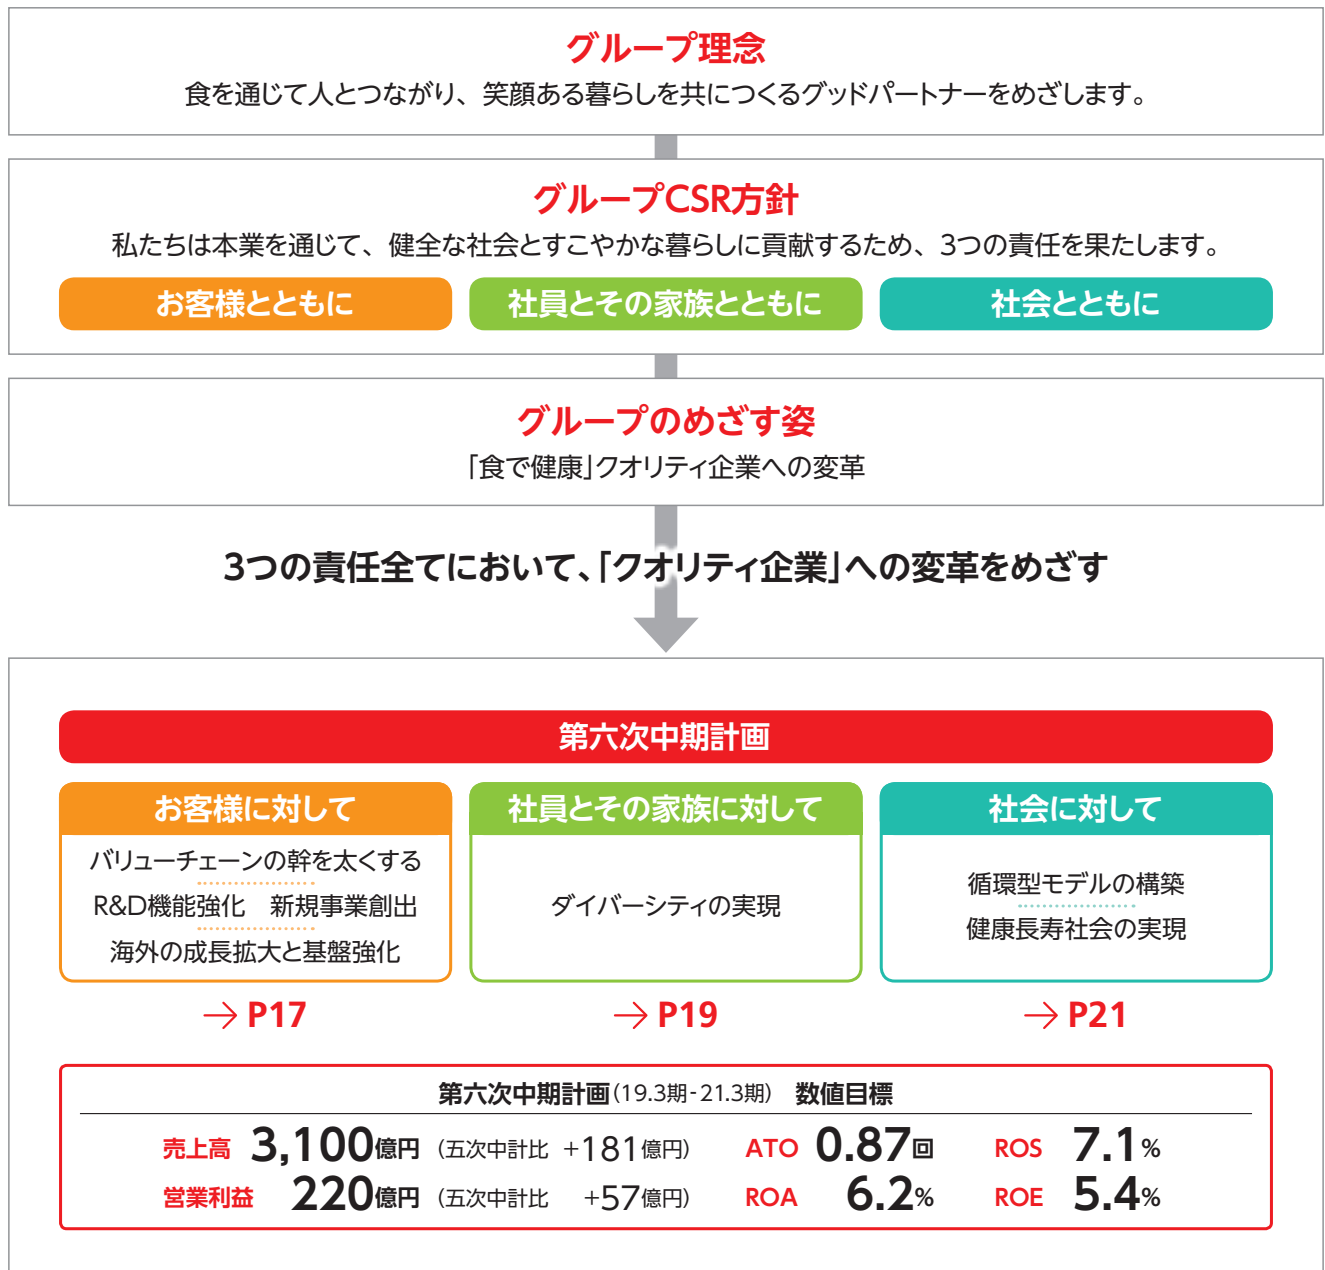 グループ理念
食を通じて人とつながり、笑顔ある暮らしを共につくるグッドパートナーをめざします。
グループCSR方針
私たちは本業を通じて、健全な社会とすこやかな暮らしに貢献するため、3つの責任を果たします。
お客様とともに
社員とその家族とともに
社会とともに
グループのめざす姿
「食で健康」クオリティ企業への変革
3つの責任全てにおいて、「クオリティ企業」への変革をめざす
第六次中期計画
お客様に対して
バリューチェーンの幹を太くする
R&D機能強化　新規事業創出
海外の成長拡大と基盤強化
→ P17
社員とその家族に対して
ダイバーシティの実現
→ P19
社会に対して
循環型モデルの構築
健康長寿社会の実現
→ P21
第六次中期計画(19.3期-21.3期) 数値目標
売上高 3,100億円 (五次中計比 +181億円) ATO 0.87回 ROS 7.1%
営業利益 220億円 (五次中計比 +57億円) ROA 6.2% ROE 5.4%